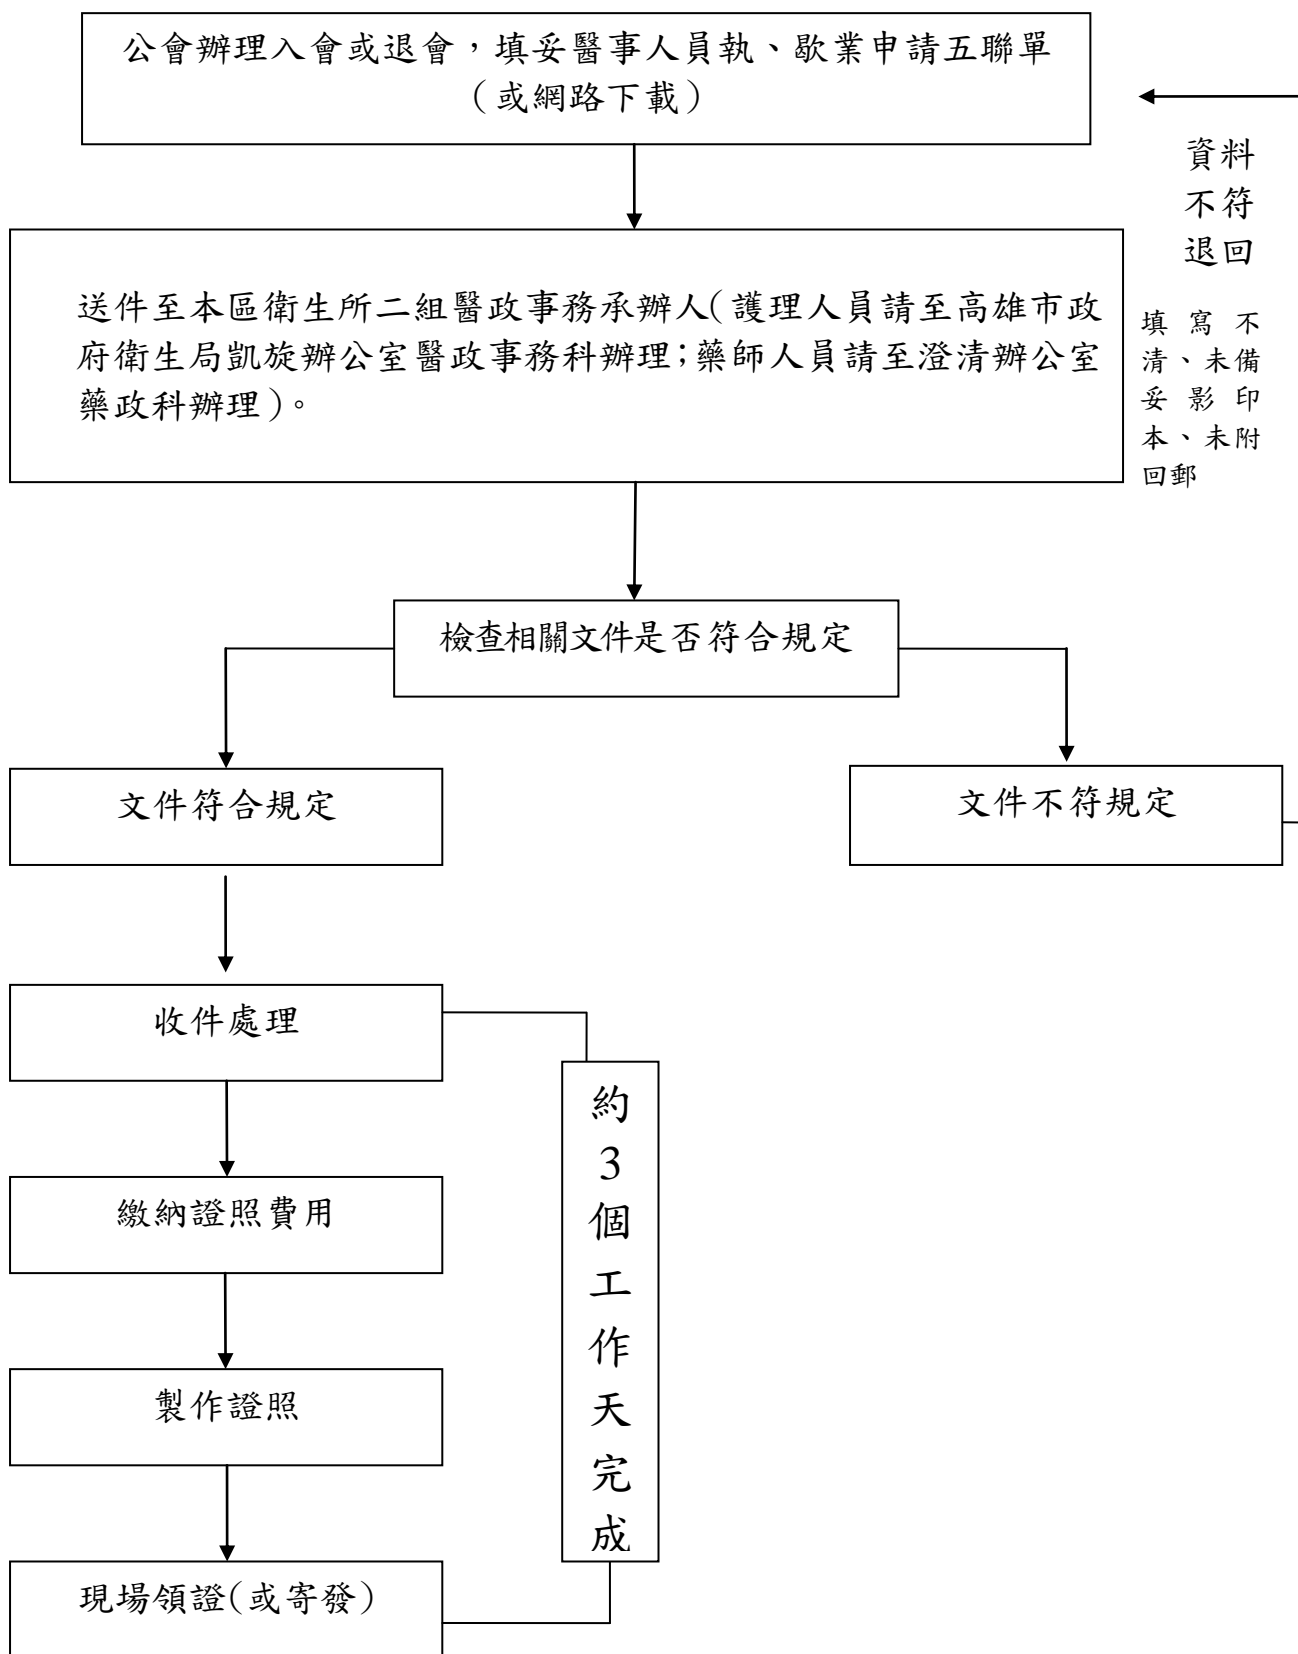 公會辦理入會或退會，填妥醫事人員執、歇業申請五聯單
（或網路下載）
資料
不符
退回
填寫不
清、未備
妥影印
本、未附
回郵
送件至本區衛生所二組醫政事務承辦人(護理人員請至高雄市政
府衛生局凱旋辦公室醫政事務科辦理;藥師人員請至澄清辦公室
藥政科辦理)。
檢查相關文件是否符合規定
文件符合規定
文件不符規定
收件處理
繳納證照費用
製作證照
現場領證(或寄發)
約3個工作天完成